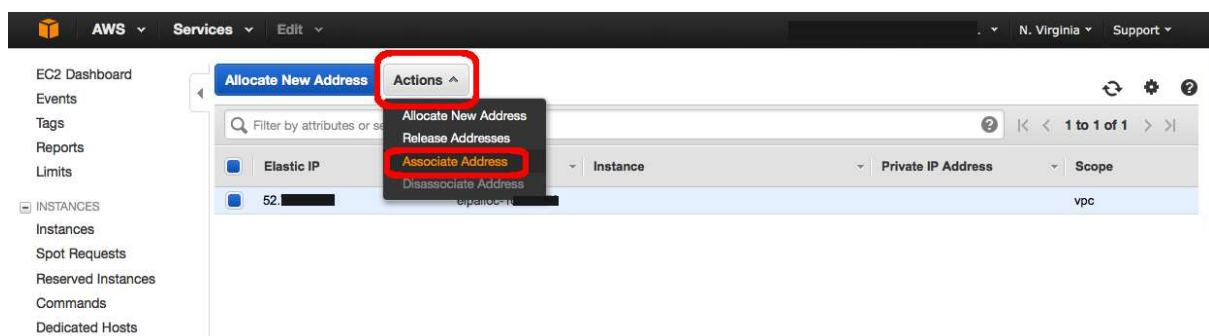 AWS Services Edit . N. Virginia Support
EC2 Dashboard
Events
Tags
Reports
Limits
INSTANCES
Instances
Spot Requests
Reserved Instances
Commands
Dedicated Hosts
Allocate New Address Actions
Allocate New Address
Release Addresses
Associate Address
Disassociate Address
Filter by attributes or se 1 to 1 of 1
Elastic IP Instance Private IP Address Scope
52. eipalloc- vpc